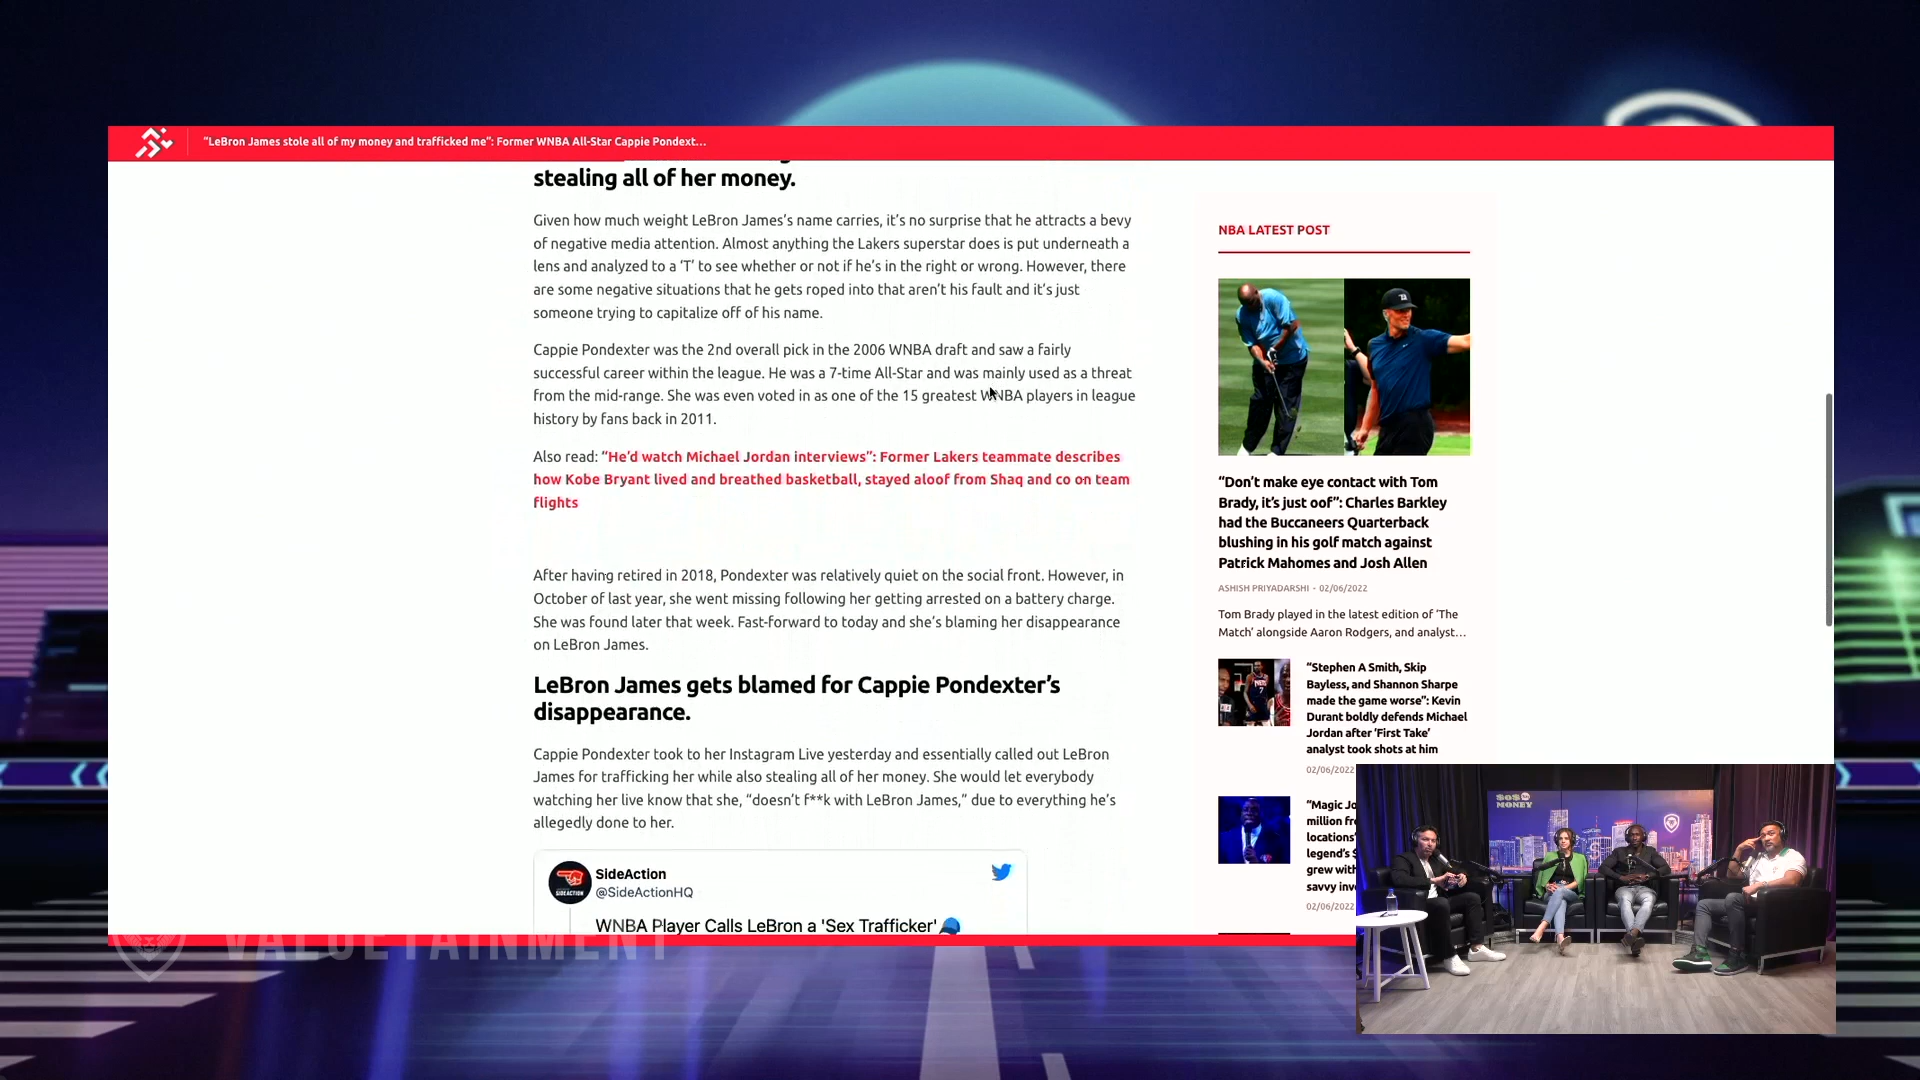 “LeBron James stole all of my money and trafficked me”: Former WNBA All-Star Cappie Pondext...
stealing all of her money.
Given how much weight LeBron James’s name carries, it’s no surprise that he attracts a bevy
of negative media attention. Almost anything the Lakers superstar does is put underneath a
lens and analyzed to a ‘T’ to see whether or not if he’s in the right or wrong. However, there
are some negative situations that he gets roped into that aren’t his fault and it’s just
someone trying to capitalize off of his name.
Cappie Pondexter was the 2nd overall pick in the 2006 WNBA draft and saw a fairly
successful career within the league. He was a 7-time All-Star and was mainly used as a threat
from the mid-range. She was even voted in as one of the 15 greatest WNBA players in league
history by fans back in 2011.
Also read: “He’d watch Michael Jordan interviews”: Former Lakers teammate describes
how Kobe Bryant lived and breathed basketball, stayed aloof from Shaq and co on team
flights
After having retired in 2018, Pondexter was relatively quiet on the social front. However, in
October of last year, she went missing following her getting arrested on a battery charge.
She was found later that week. Fast-forward to today and she’s blaming her disappearance
on LeBron James.
LeBron James gets blamed for Cappie Pondexter’s
disappearance.
Cappie Pondexter took to her Instagram Live yesterday and essentially called out LeBron
James for trafficking her while also stealing all of her money. She would let everybody
watching her live know that she, “doesn’t f**k with LeBron James,” due to everything he’s
allegedly done to her.
SideAction
@SideActionHQ
WNBA Player Calls LeBron a 'Sex Trafficker'
NBA LATEST POST
“Don’t make eye contact with Tom
Brady, it’s just oof”: Charles Barkley
had the Buccaneers Quarterback
blushing in his golf match against
Patrick Mahomes and Josh Allen
ASHISH PRIYADARSHI - 02/06/2022
Tom Brady played in the latest edition of ‘The
Match’ alongside Aaron Rodgers, and analyst...
“Stephen A Smith, Skip
Bayless, and Shannon Sharpe
made the game worse”: Kevin
Durant boldly defends Michael
Jordan after ‘First Take’
analyst took shots at him
02/06/2022
“Magic Jo
million fr
locations’
legend’s $
grew with
savvy inv
02/06/2022
VALUETAINMENT
MONEY